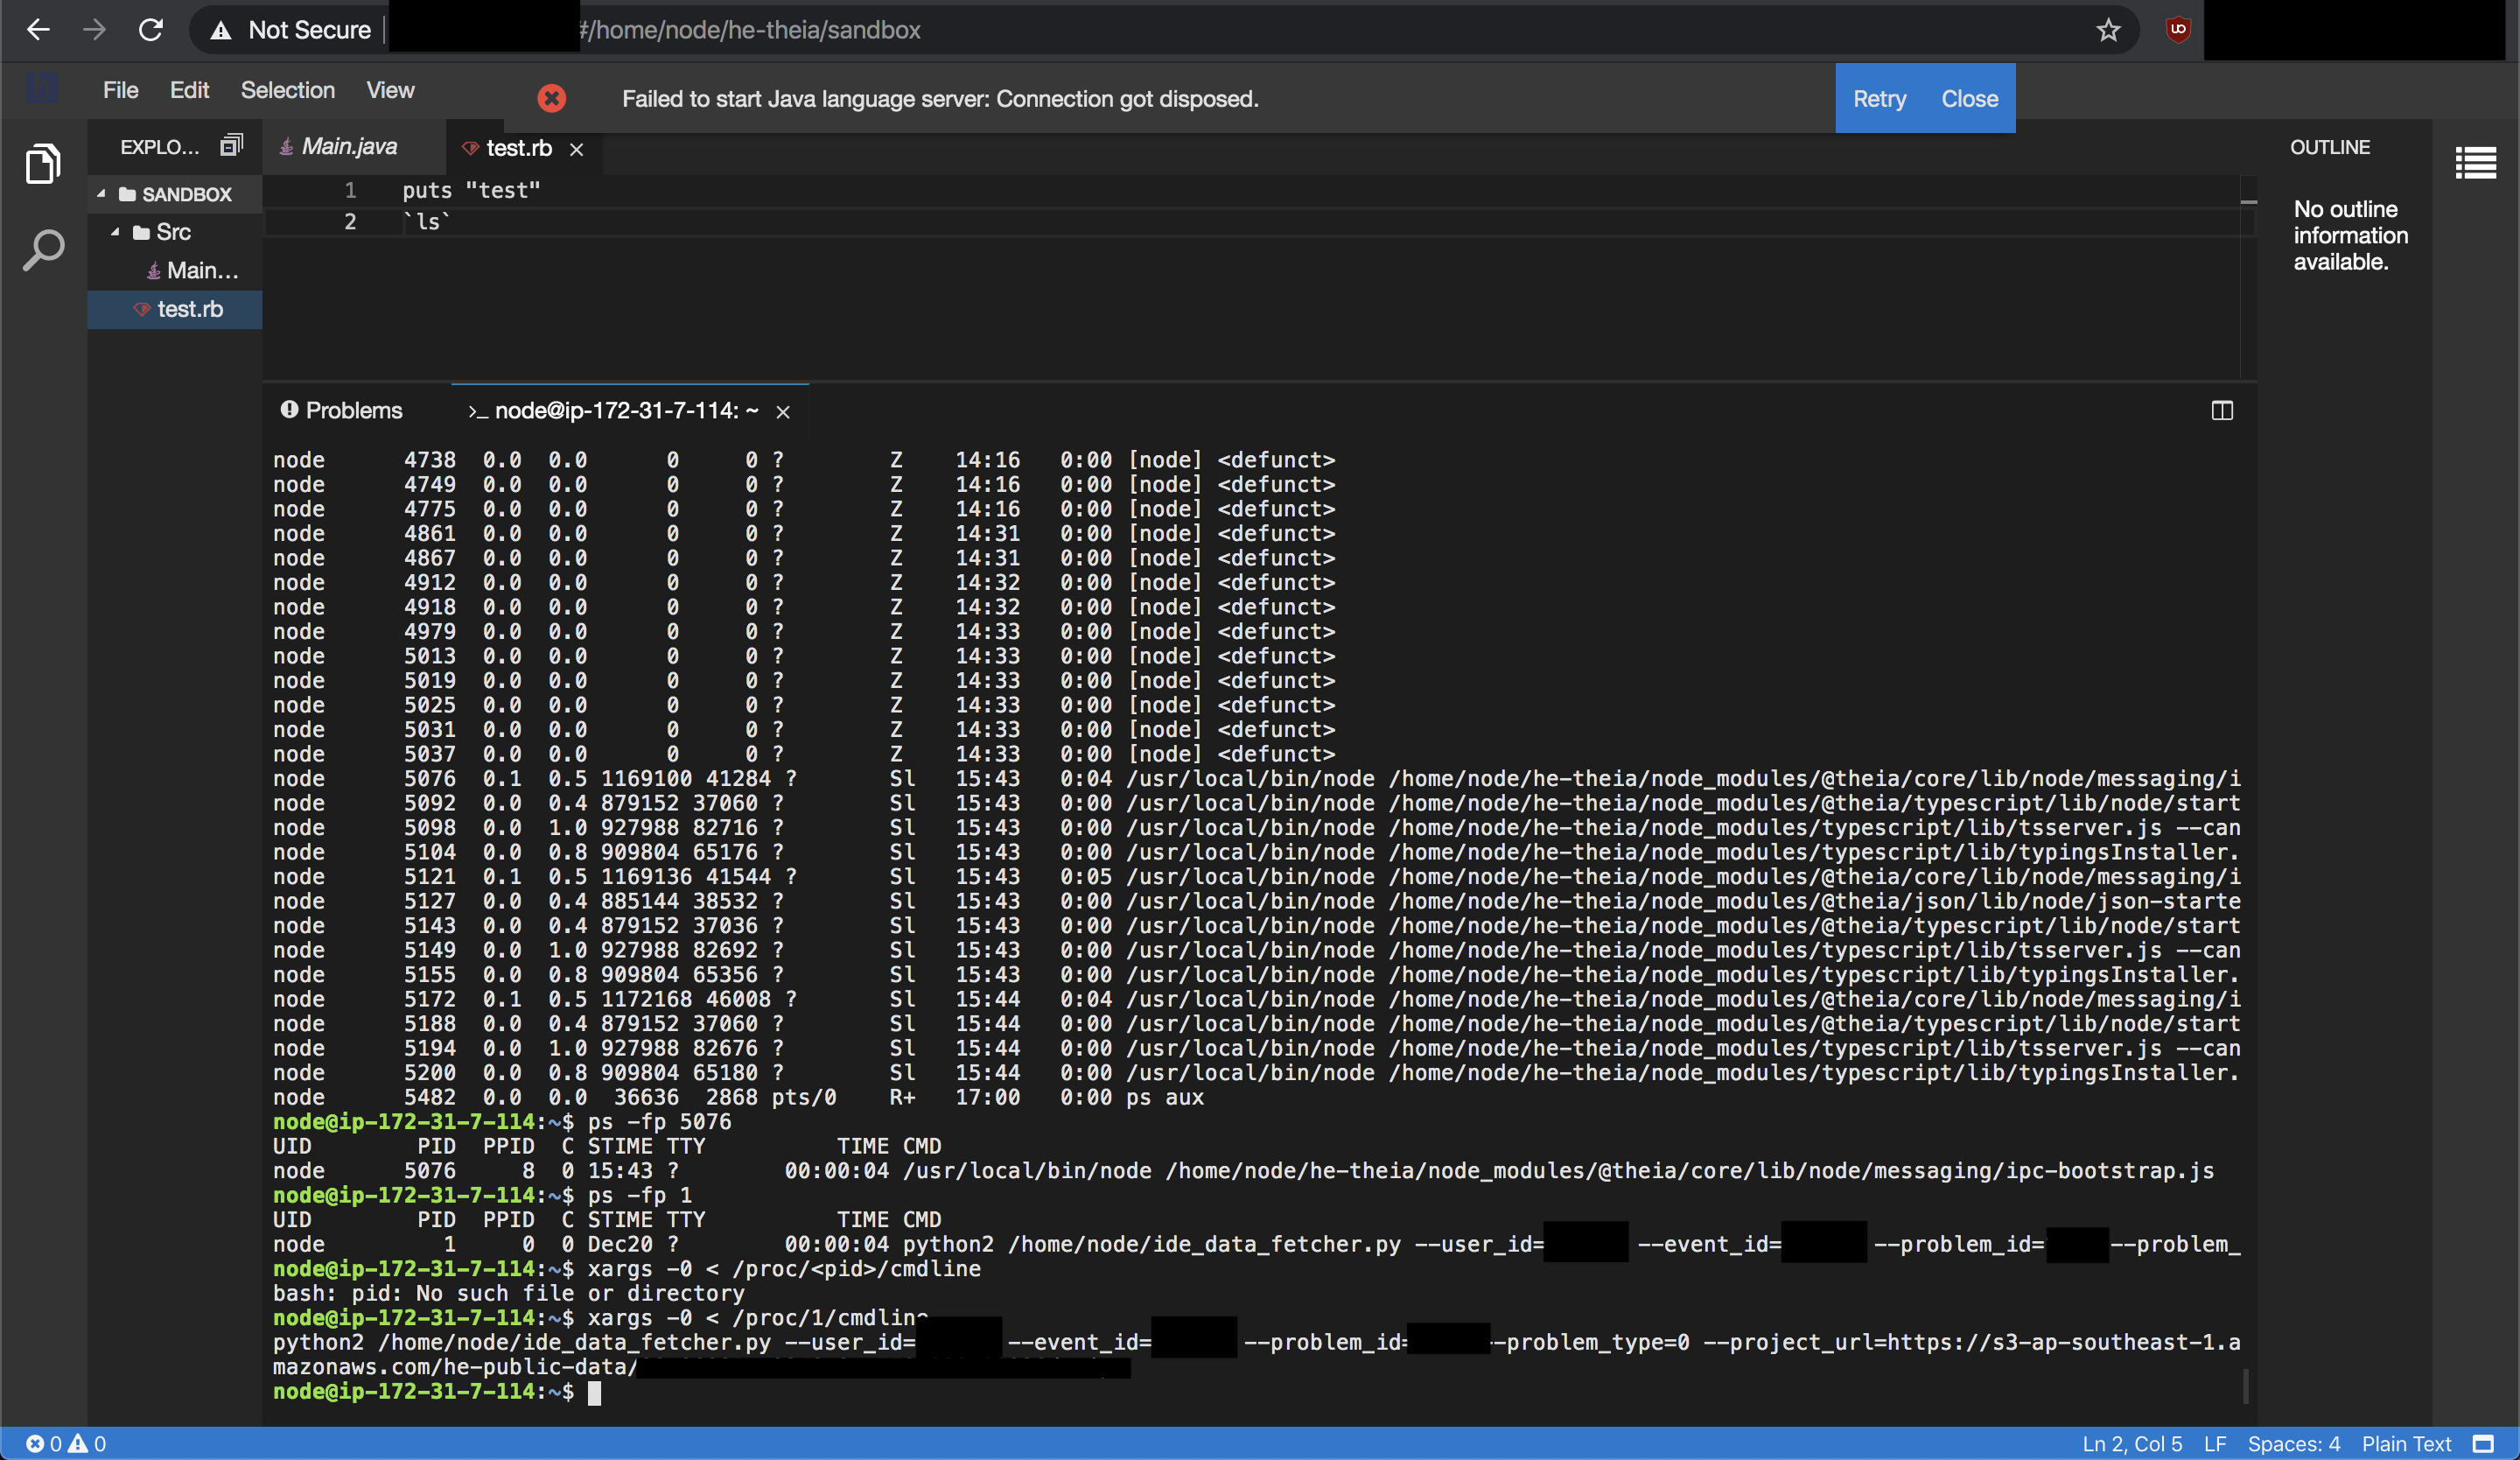 Not Secure | #/home/node/he-theia/sandbox
File Edit Selection View
Failed to start Java language server: Connection got disposed.
Retry Close
EXPLO...
Main.java
test.rb
OUTLINE
SANDBOX
Src
Main...
test.rb
1 puts "test"
2 `ls`
No outline
information
available.
Problems
>_ node@ip-172-31-7-114: ~
node 4738 0.0 0.0 0 0 ? Z 14:16 0:00 [node] <defunct>
node 4749 0.0 0.0 0 0 ? Z 14:16 0:00 [node] <defunct>
node 4775 0.0 0.0 0 0 ? Z 14:16 0:00 [node] <defunct>
node 4861 0.0 0.0 0 0 ? Z 14:31 0:00 [node] <defunct>
node 4867 0.0 0.0 0 0 ? Z 14:31 0:00 [node] <defunct>
node 4912 0.0 0.0 0 0 ? Z 14:32 0:00 [node] <defunct>
node 4918 0.0 0.0 0 0 ? Z 14:32 0:00 [node] <defunct>
node 4979 0.0 0.0 0 0 ? Z 14:33 0:00 [node] <defunct>
node 5013 0.0 0.0 0 0 ? Z 14:33 0:00 [node] <defunct>
node 5019 0.0 0.0 0 0 ? Z 14:33 0:00 [node] <defunct>
node 5025 0.0 0.0 0 0 ? Z 14:33 0:00 [node] <defunct>
node 5031 0.0 0.0 0 0 ? Z 14:33 0:00 [node] <defunct>
node 5037 0.0 0.0 0 0 ? Z 14:33 0:00 [node] <defunct>
node 5076 0.1 0.5 1169100 41284 ? Sl 15:43 0:04 /usr/local/bin/node /home/node/he-theia/node_modules/@theia/core/lib/node/messaging/i
node 5092 0.0 0.4 879152 37060 ? Sl 15:43 0:00 /usr/local/bin/node /home/node/he-theia/node_modules/@theia/typescript/lib/node/start
node 5098 0.0 1.0 927988 82716 ? Sl 15:43 0:00 /usr/local/bin/node /home/node/he-theia/node_modules/typescript/lib/tsserver.js --can
node 5104 0.0 0.8 909804 65176 ? Sl 15:43 0:00 /usr/local/bin/node /home/node/he-theia/node_modules/typescript/lib/typingsInstaller.
node 5121 0.1 0.5 1169136 41544 ? Sl 15:43 0:05 /usr/local/bin/node /home/node/he-theia/node_modules/@theia/core/lib/node/messaging/i
node 5127 0.0 0.4 885144 38532 ? Sl 15:43 0:00 /usr/local/bin/node /home/node/he-theia/node_modules/@theia/json/lib/node/json-starte
node 5143 0.0 0.4 879152 37036 ? Sl 15:43 0:00 /usr/local/bin/node /home/node/he-theia/node_modules/@theia/typescript/lib/node/start
node 5149 0.0 1.0 927988 82692 ? Sl 15:43 0:00 /usr/local/bin/node /home/node/he-theia/node_modules/typescript/lib/tsserver.js --can
node 5155 0.0 0.8 909804 65356 ? Sl 15:43 0:00 /usr/local/bin/node /home/node/he-theia/node_modules/typescript/lib/typingsInstaller.
node 5172 0.1 0.5 1172168 46008 ? Sl 15:44 0:04 /usr/local/bin/node /home/node/he-theia/node_modules/@theia/core/lib/node/messaging/i
node 5188 0.0 0.4 879152 37060 ? Sl 15:44 0:00 /usr/local/bin/node /home/node/he-theia/node_modules/@theia/typescript/lib/node/start
node 5194 0.0 1.0 927988 82676 ? Sl 15:44 0:00 /usr/local/bin/node /home/node/he-theia/node_modules/typescript/lib/tsserver.js --can
node 5200 0.0 0.8 909804 65180 ? Sl 15:44 0:00 /usr/local/bin/node /home/node/he-theia/node_modules/typescript/lib/typingsInstaller.
node 5482 0.0 0.0 36636 2868 pts/0 R+ 17:00 0:00 ps aux
node@ip-172-31-7-114:~$ ps -fp 5076
UID PID PPID C STIME TTY TIME CMD
node 5076 8 0 15:43 ? 00:00:04 /usr/local/bin/node /home/node/he-theia/node_modules/@theia/core/lib/node/messaging/ipc-bootstrap.js
node@ip-172-31-7-114:~$ ps -fp 1
UID PID PPID C STIME TTY TIME CMD
node 1 0 0 Dec20 ? 00:00:04 python2 /home/node/ide_data_fetcher.py --user_id= --event_id= --problem_id= --problem_
node@ip-172-31-7-114:~$ xargs -0 < /proc/<pid>/cmdline
bash: pid: No such file or directory
node@ip-172-31-7-114:~$ xargs -0 < /proc/1/cmdline
python2 /home/node/ide_data_fetcher.py --user_id= --event_id= --problem_id= --problem_type=0 --project_url=https://s3-ap-southeast-1.a
mazonaws.com/he-public-data/
node@ip-172-31-7-114:~$
0 0
Ln 2, Col 5 LF Spaces: 4 Plain Text